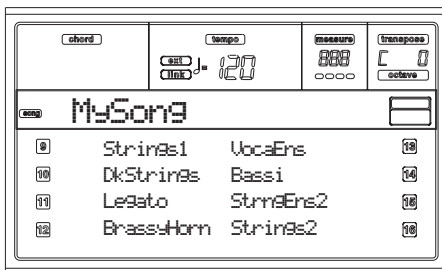 chord tempo measure transpose
ext link ♩= 120 888 C 0
octave
song MySong
9 Strings1 VocaEns 13
10 DkStrings Bassi 14
11 Legato StrngEns2 15
12 BrassyHorn Strings2 16